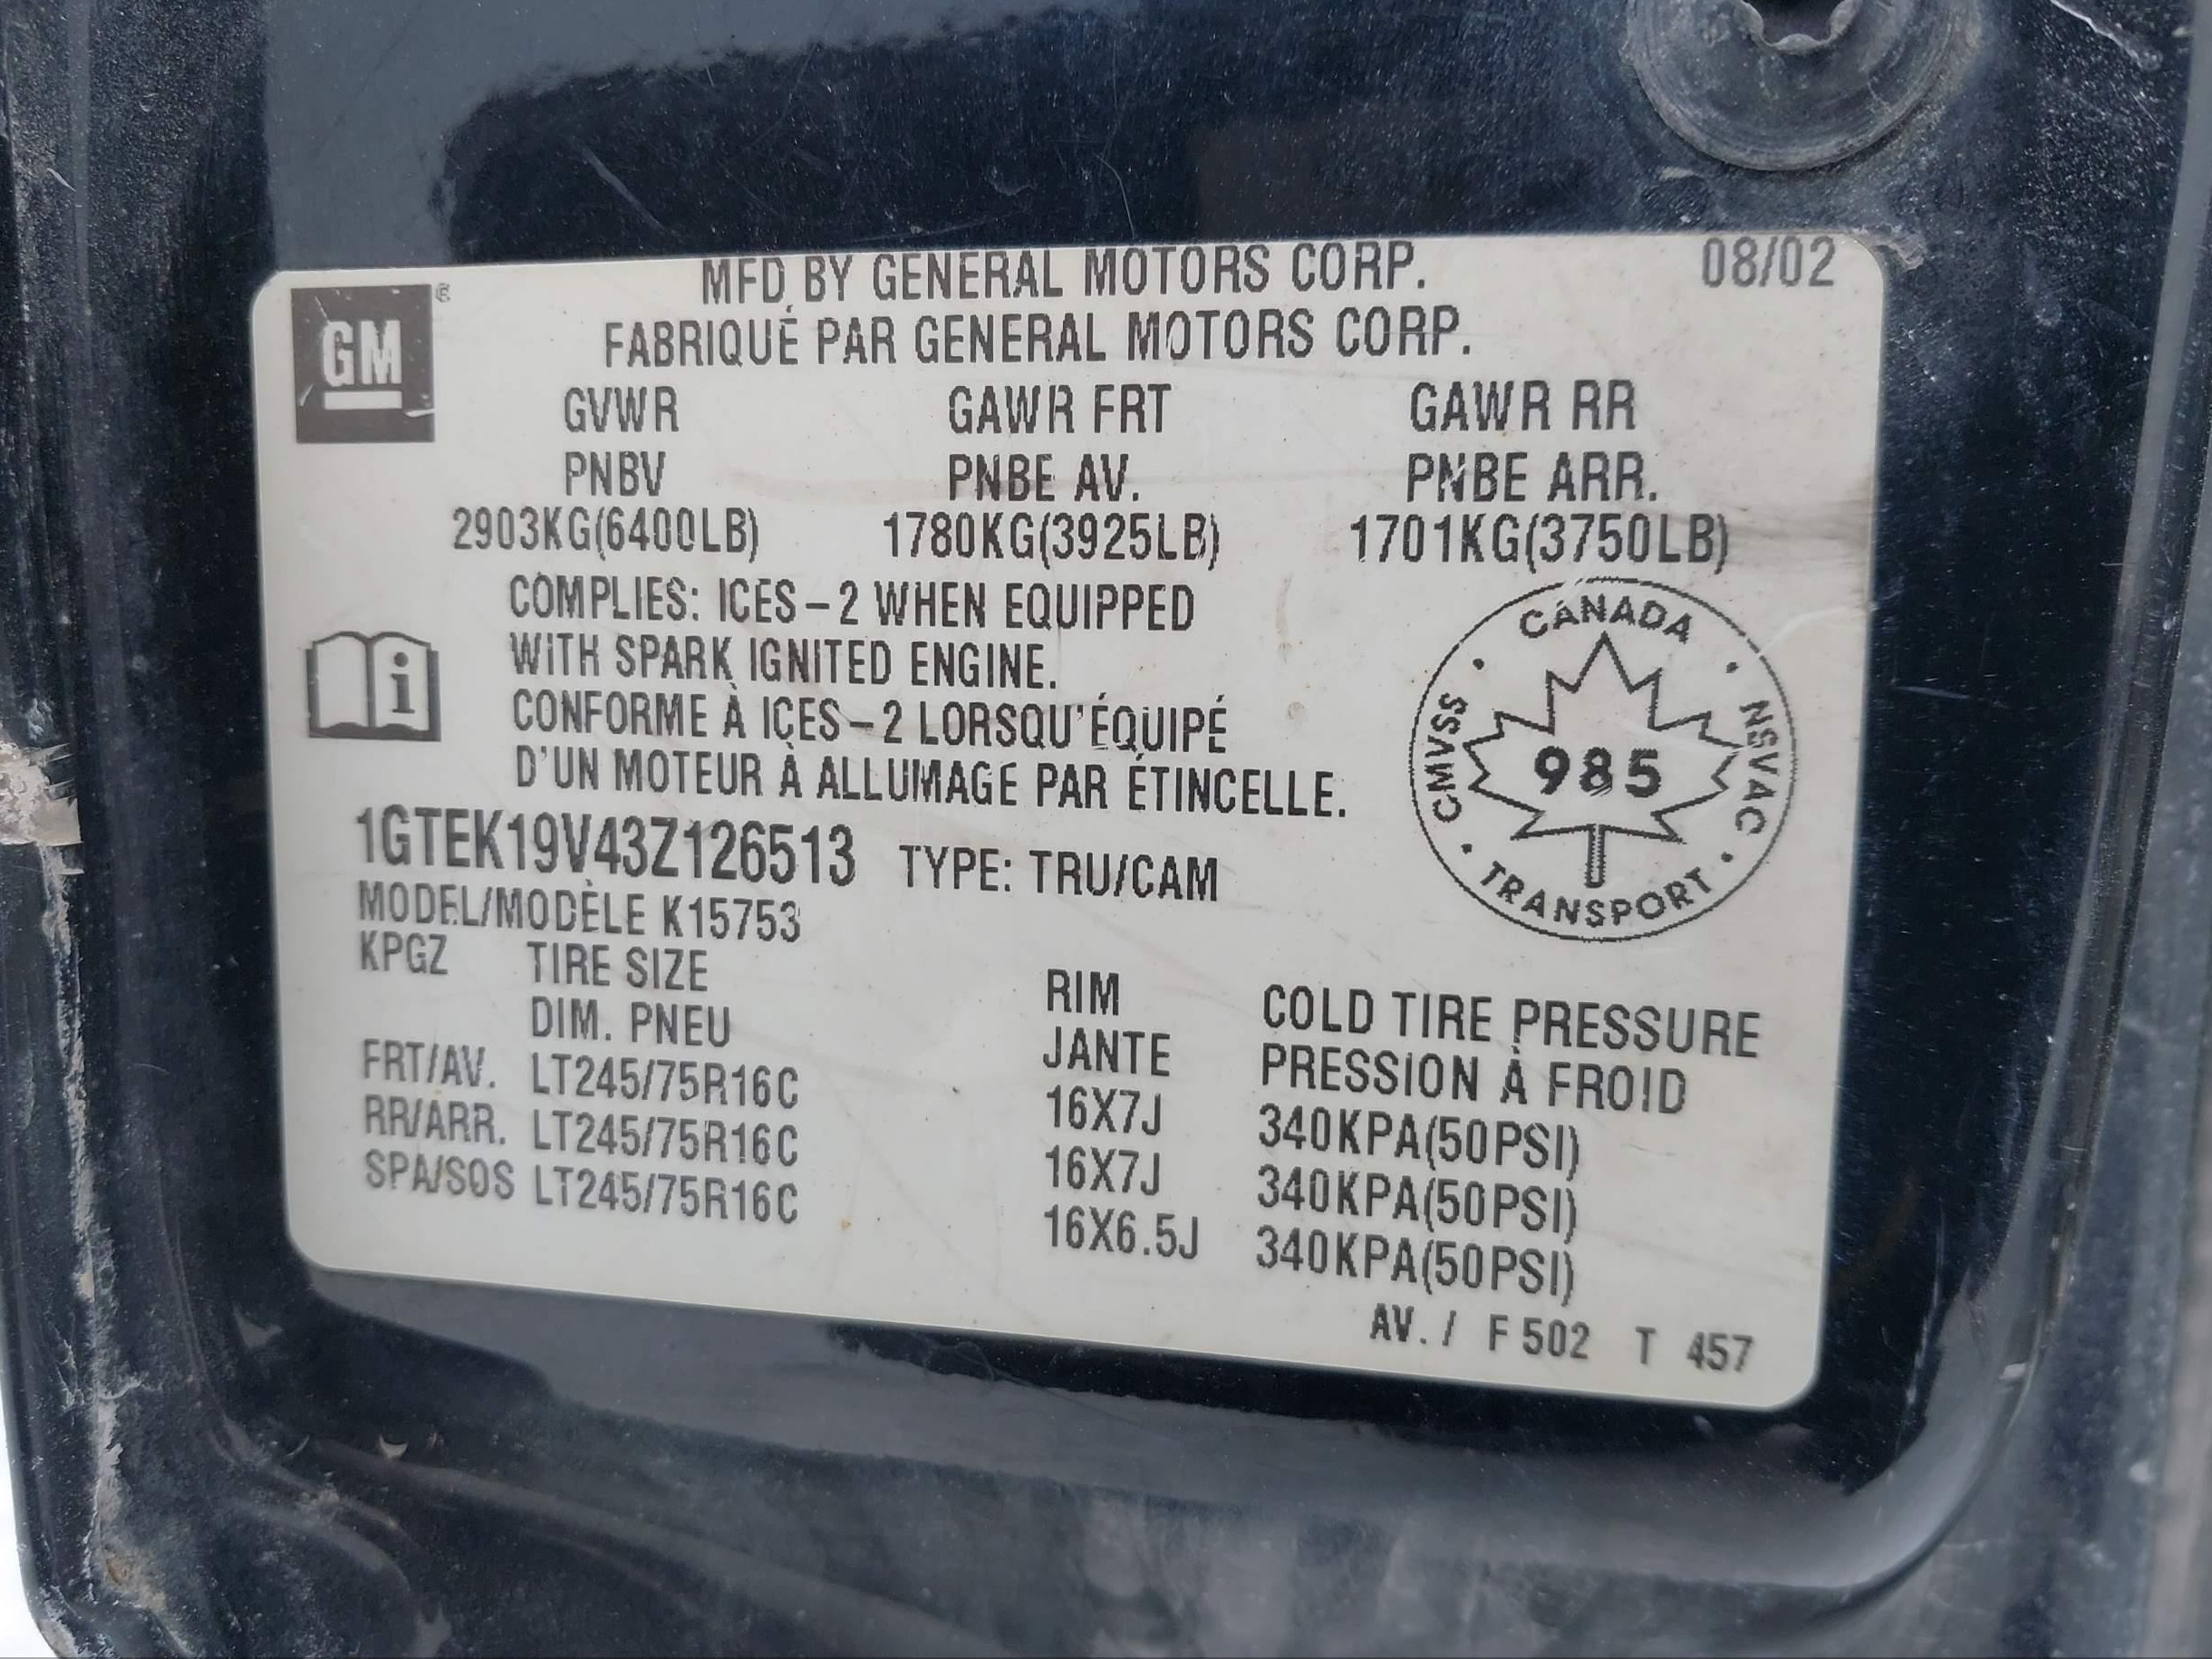 MFD BY GENERAL MOTORS CORP. 08/02
FABRIQUÉ PAR GENERAL MOTORS CORP.
GM ®
GVWR GAWR FRT GAWR RR
PNBV PNBE AV. PNBE ARR.
2903KG(6400LB) 1780KG(3925LB) 1701KG(3750LB)
COMPLIES: ICES-2 WHEN EQUIPPED
WITH SPARK IGNITED ENGINE.
CONFORME À ICES-2 LORSQU'ÉQUIPÉ
D'UN MOTEUR À ALLUMAGE PAR ÉTINCELLE.
CANADA · NSVAC · TRANSPORT · CMVSS ·
985
1GTEK19V43Z126513 TYPE: TRU/CAM
MODEL/MODÈLE K15753
KPGZ TIRE SIZE RIM COLD TIRE PRESSURE
DIM. PNEU JANTE PRESSION À FROID
FRT/AV. LT245/75R16C 16X7J 340KPA(50PSI)
RR/ARR. LT245/75R16C 16X7J 340KPA(50PSI)
SPA/SOS LT245/75R16C 16X6.5J 340KPA(50PSI)
AV. / F 502 T 457